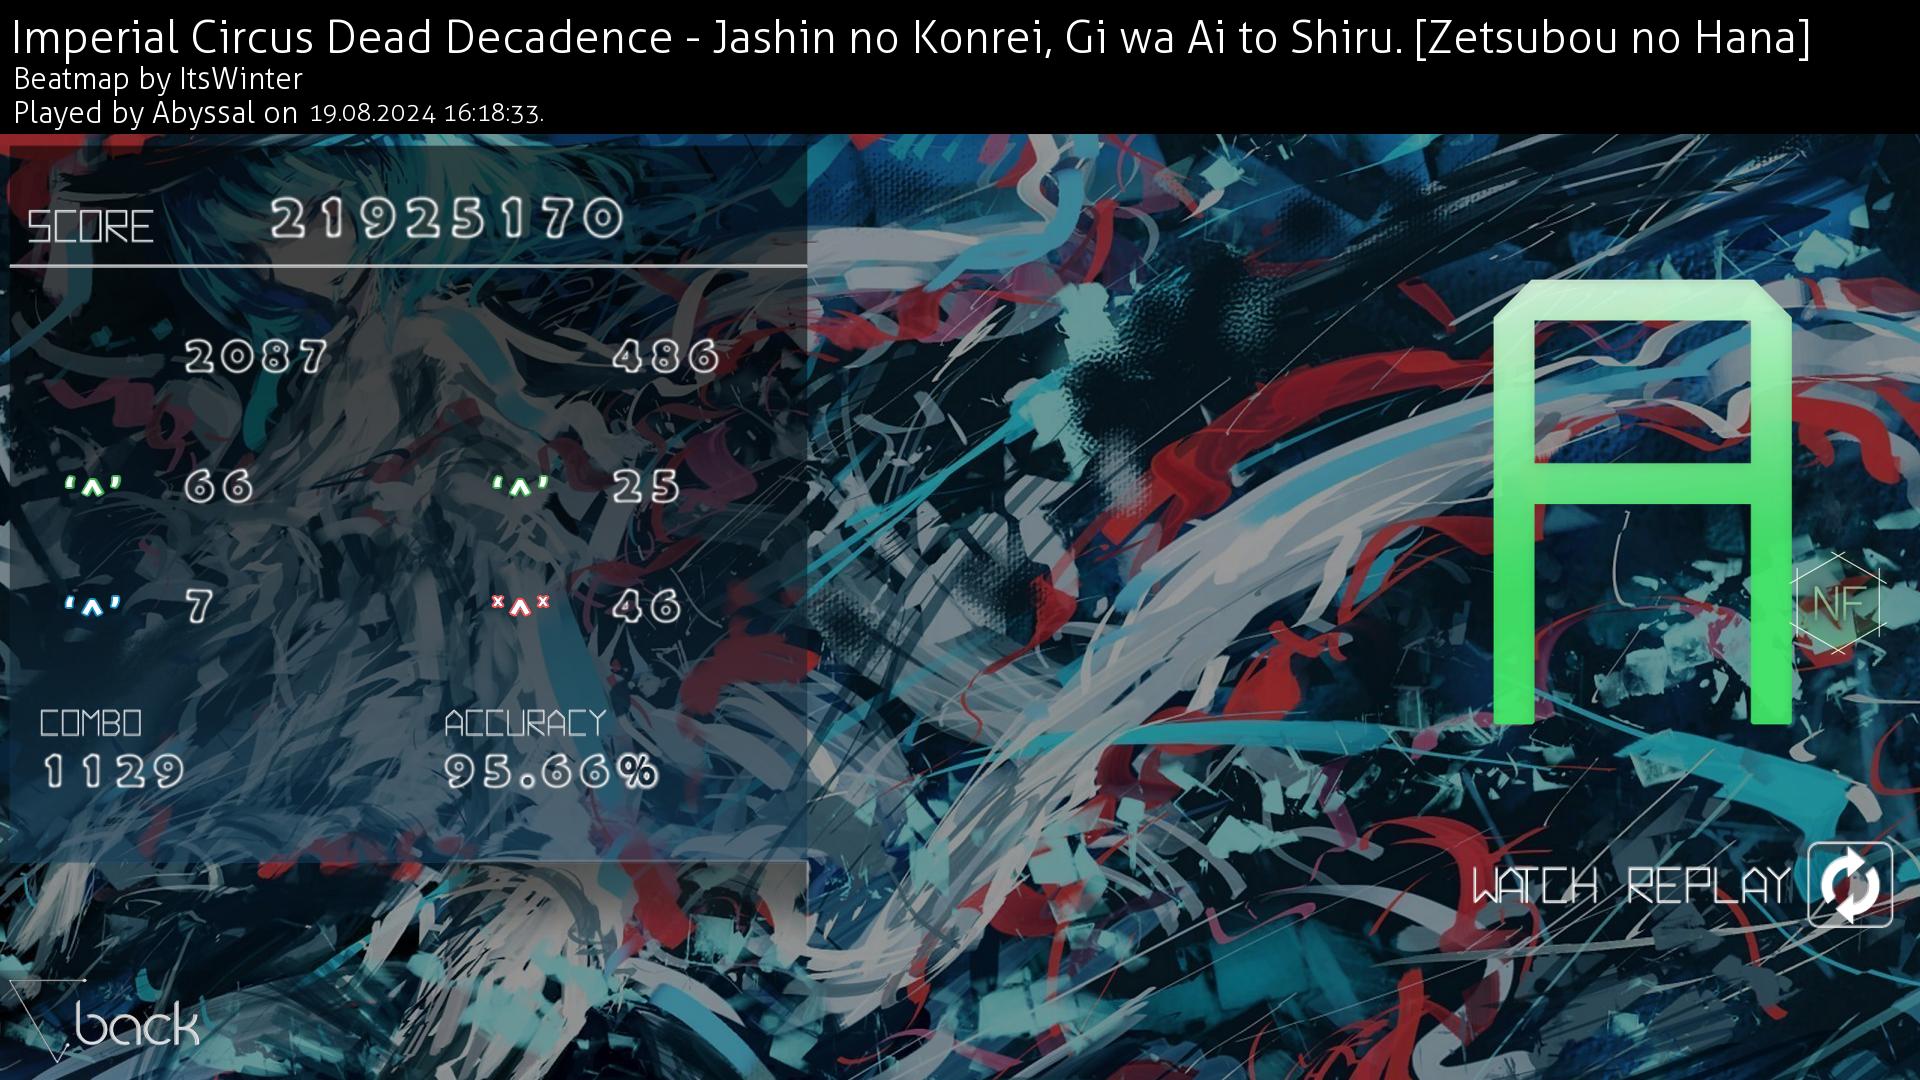 Imperial Circus Dead Decadence - Jashin no Konrei, Gi wa Ai to Shiru. [Zetsubou no Hana]
Beatmap by ItsWinter
Played by Abyssal on 19.08.2024 16:18:33.
SCORE 21925170
2087 486
'^' 66 '^' 25
'^' 7 x^x 46
COMBO ACCURACY
1129 95.66%
A
NF
WATCH REPLAY
back